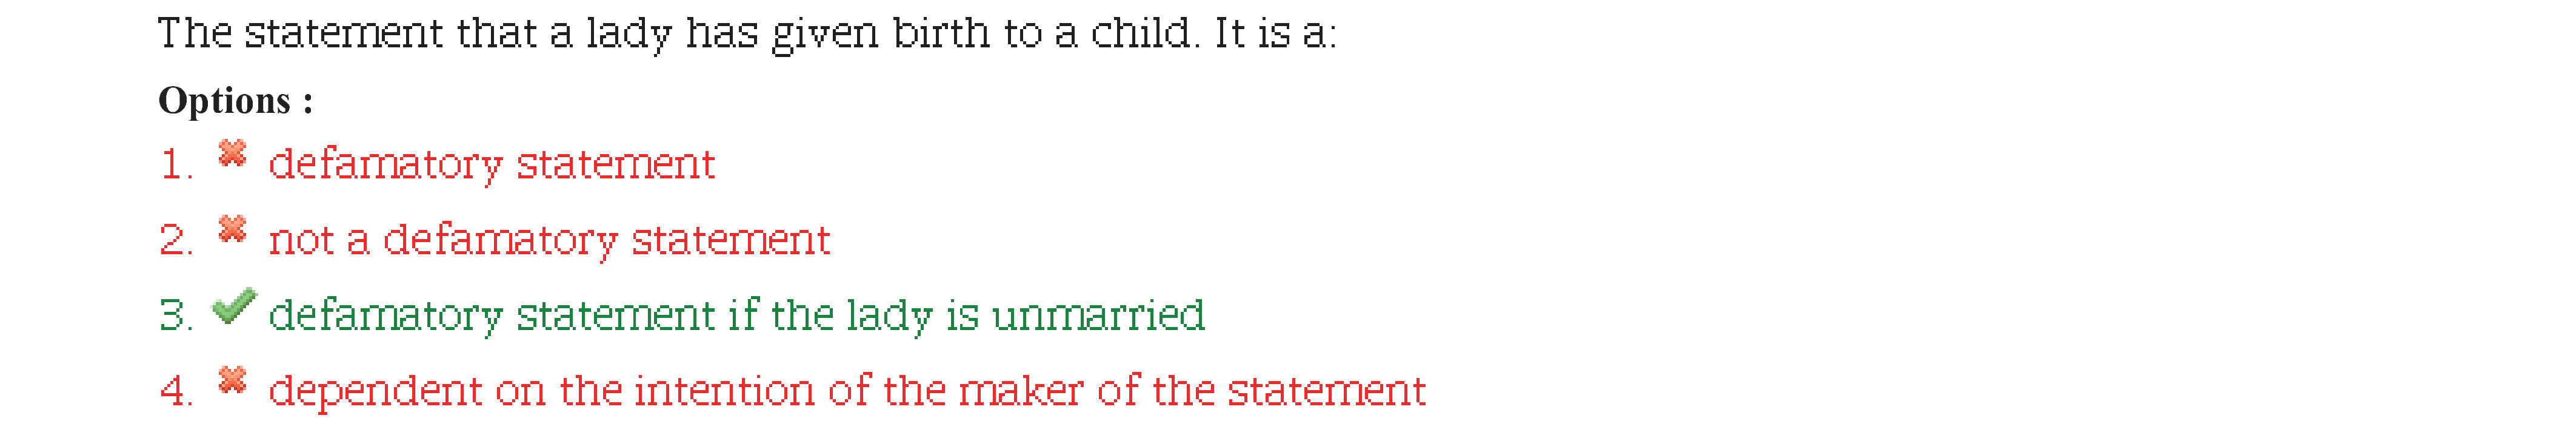 The statement that a lady has given birth to a child. It is a:
Options :
1. defamatory statement
2. not a defamatory statement
3. defamatory statement if the lady is unmarried
4. dependent on the intention of the maker of the statement